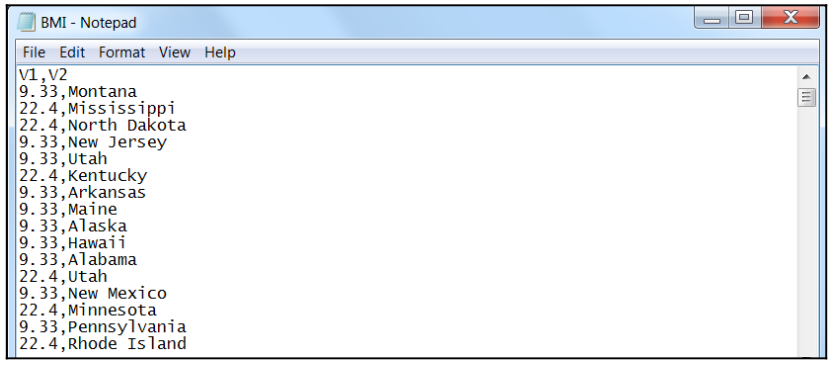 BMI - Notepad
File Edit Format View Help
V1,V2
9.33,Montana
22.4,Mississippi
22.4,North Dakota
9.33,New Jersey
9.33,Utah
22.4,Kentucky
9.33,Arkansas
9.33,Maine
9.33,Alaska
9.33,Hawaii
9.33,Alabama
22.4,Utah
9.33,New Mexico
22.4,Minnesota
9.33,Pennsylvania
22.4,Rhode Island